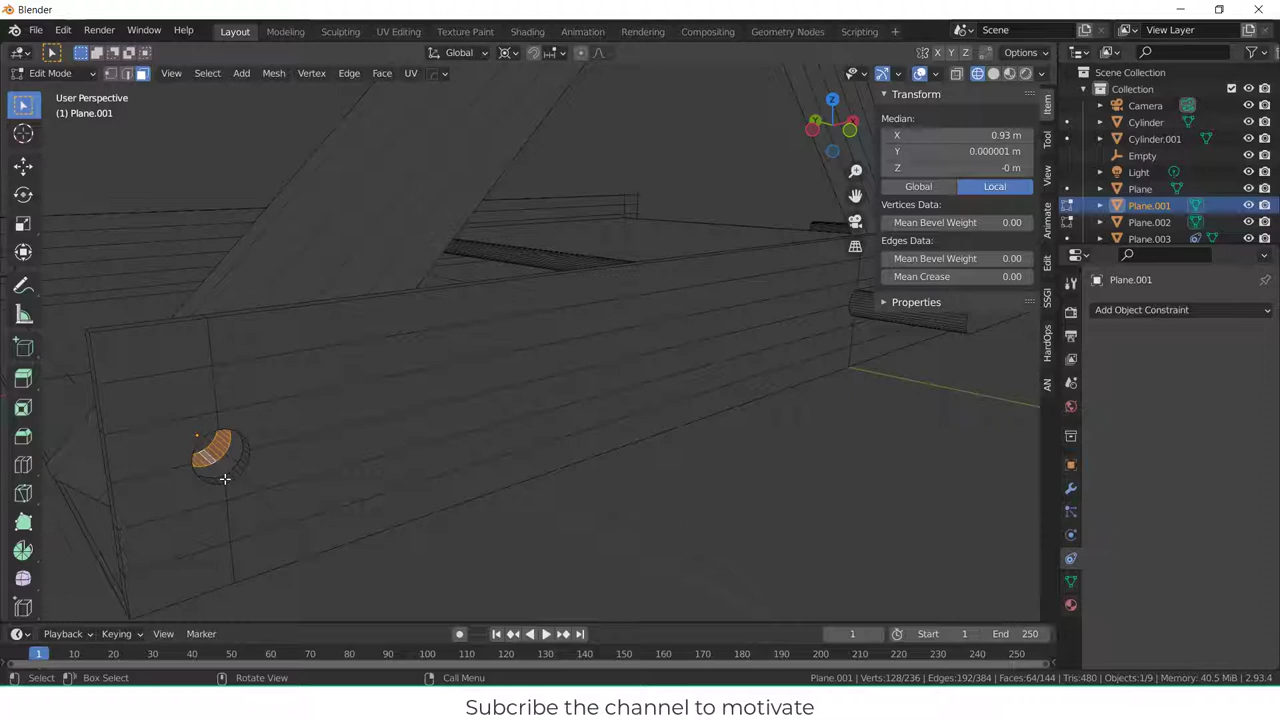 Blender
File Edit Render Window Help Layout Modeling Sculpting UV Editing Texture Paint Shading Animation Rendering Compositing Geometry Nodes Scripting + Scene View Layer
Global X Y Z Options
Edit Mode View Select Add Mesh Vertex Edge Face UV
User Perspective
(1) Plane.001
Z
Y
X
Transform
Median:
X 0.93 m
Y 0.000001 m
Z -0 m
Global Local
Vertices Data:
Mean Bevel Weight 0.00
Edges Data:
Mean Bevel Weight 0.00
Mean Crease 0.00
Properties
Item
Tool
View
Animate
Edit
SSGI
HardOps
AN
Scene Collection
Collection
Camera
Cylinder
Cylinder.001
Empty
Light
Plane
Plane.001
Plane.002
Plane.003
Plane.001
Add Object Constraint
Playback Keying View Marker 1 Start 1 End 250
1 10 20 30 40 50 60 70 80 90 100 110 120 130 140 150 160 170 180 190 200 210 220 230 240 250
Select Box Select Rotate View Call Menu Plane.001 | Verts:128/236 | Edges:192/384 | Faces:64/144 | Tris:480 | Objects:1/9 | Memory: 40.5 MiB | 2.93.4
Subcribe the channel to motivate